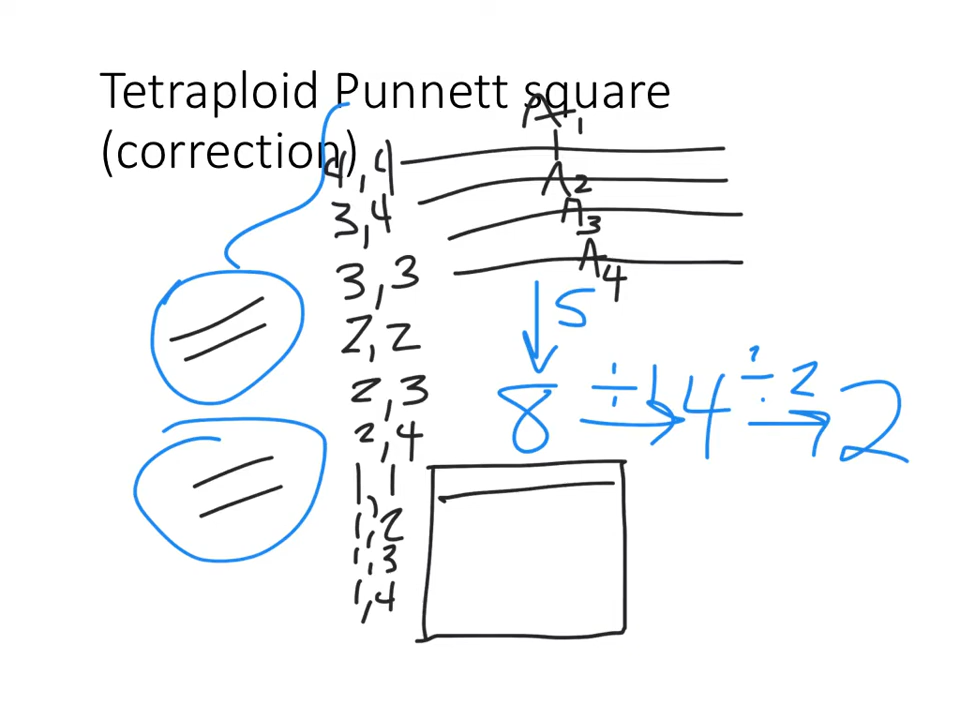 Tetraploid Punnett square
(correction)
A1
A2
A3
A4
4,4
3,4
3,3
2,2
2,3
2,4
1,1
1,2
1,3
1,4
S
8 ÷ 4 ÷2 2